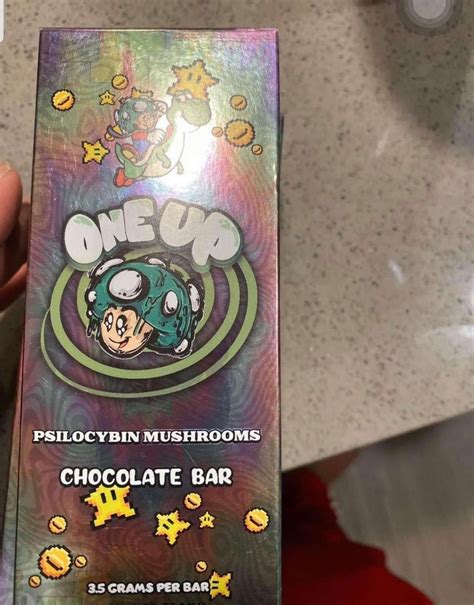 ONE UP
PSILOCYBIN MUSHROOMS
CHOCOLATE BAR
3.5 GRAMS PER BAR